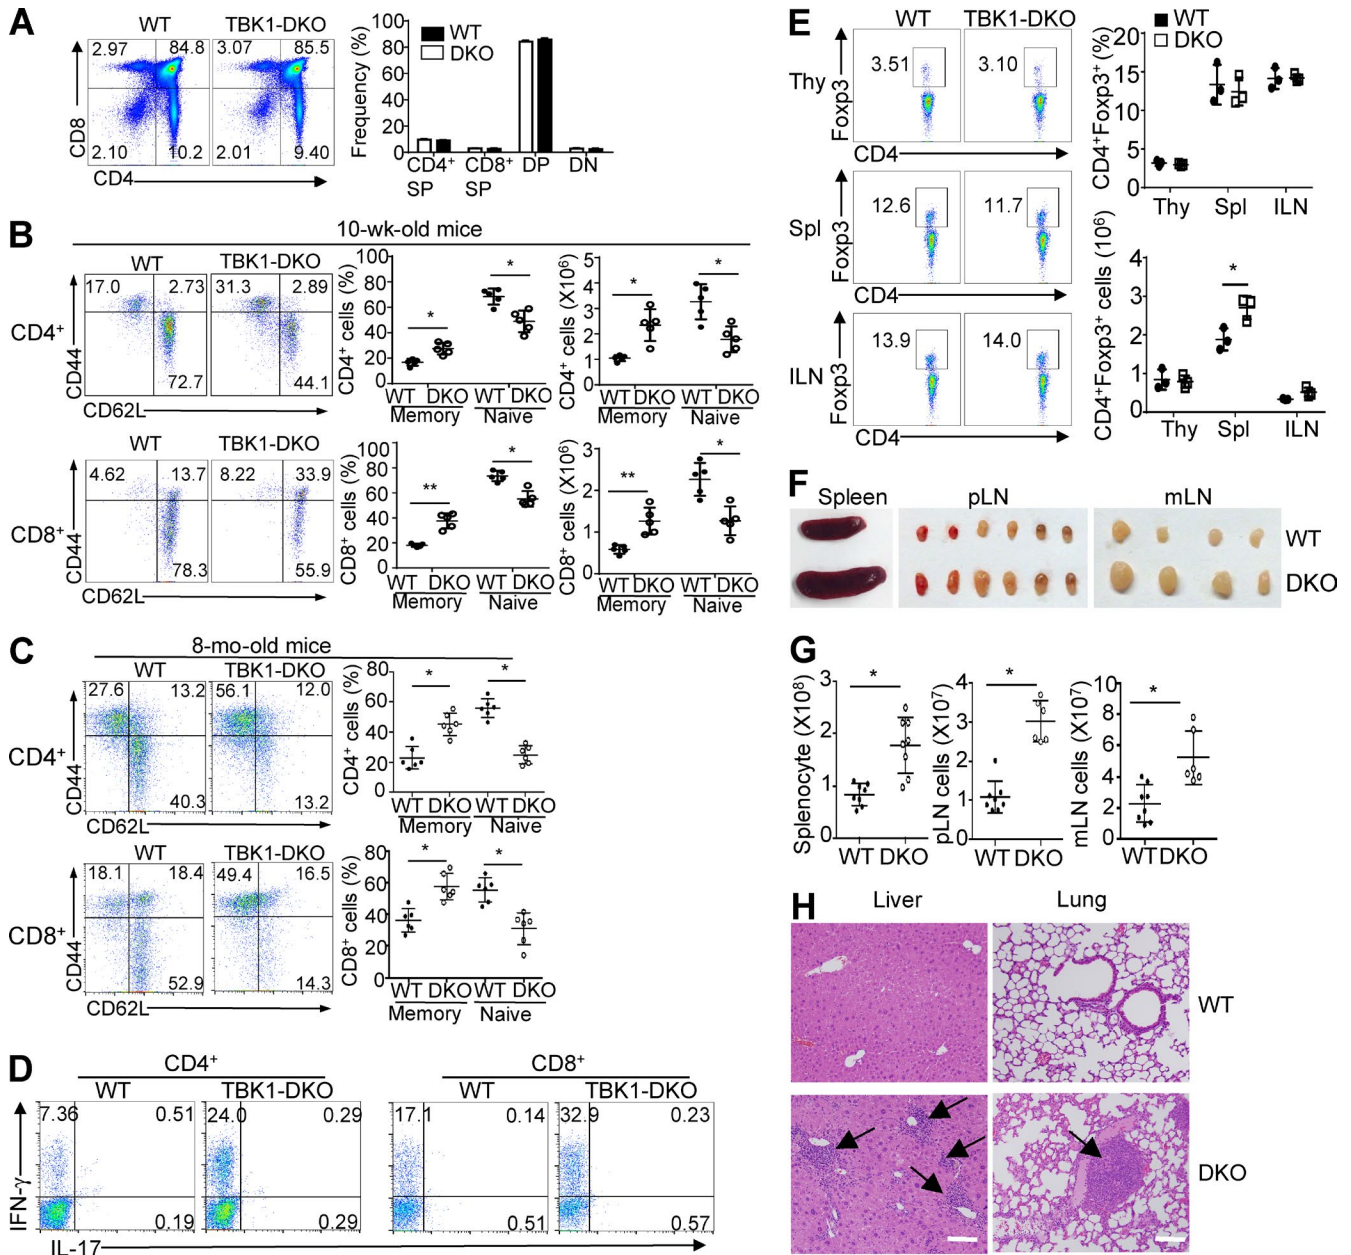 A
WT TBK1-DKO
2.97 84.8 3.07 85.5
2.10 10.2 2.01 9.40
CD8
CD4
Frequency (%)
100
80
60
40
20
0
WT
DKO
CD4+ SP CD8+ SP DP DN
B
10-wk-old mice
WT TBK1-DKO
CD4+
17.0 2.73 31.3 2.89
72.7 44.1
CD44
CD62L
CD4+ cells (%)
100
80
60
40
20
0
* *
WT DKO WT DKO
Memory Naive
CD4+ cells (X106)
5
4
3
2
1
0
* *
WT DKO WT DKO
Memory Naive
WT TBK1-DKO
CD8+
4.62 13.7 8.22 33.9
78.3 55.9
CD44
CD62L
CD8+ cells (%)
100
80
60
40
20
0
** *
WT DKO WT DKO
Memory Naive
CD8+ cells (X106)
3
2
1
0
** *
WT DKO WT DKO
Memory Naive
C
8-mo-old mice
WT TBK1-DKO
CD4+
27.6 13.2 56.1 12.0
40.3 13.2
CD44
CD62L
CD4+ cells (%)
80
60
40
20
0
* *
WT DKO WT DKO
Memory Naive
WT TBK1-DKO
CD8+
18.1 18.4 49.4 16.5
52.9 14.3
CD44
CD62L
CD8+ cells (%)
80
60
40
20
0
* *
WT DKO WT DKO
Memory Naive
D
CD4+ CD8+
WT TBK1-DKO WT TBK1-DKO
7.36 0.51 24.0 0.29 17.1 0.14 32.9 0.23
0.19 0.29 0.51 0.57
IFN-γ
IL-17
E
WT TBK1-DKO
Thy
3.51 3.10
Foxp3
CD4
Spl
12.6 11.7
Foxp3
CD4
ILN
13.9 14.0
Foxp3
CD4
WT
DKO
CD4+Foxp3+ (%)
20
15
10
5
0
Thy Spl ILN
CD4+Foxp3+ cells (106)
4
3
2
1
0
*
Thy Spl ILN
F
Spleen pLN mLN
WT
DKO
G
Splenocyte (X108)
3
2
1
0
*
WT DKO
pLN cells (X107)
4
3
2
1
0
*
WT DKO
mLN cells (X107)
10
8
6
4
2
0
*
WT DKO
H
Liver Lung
WT
DKO